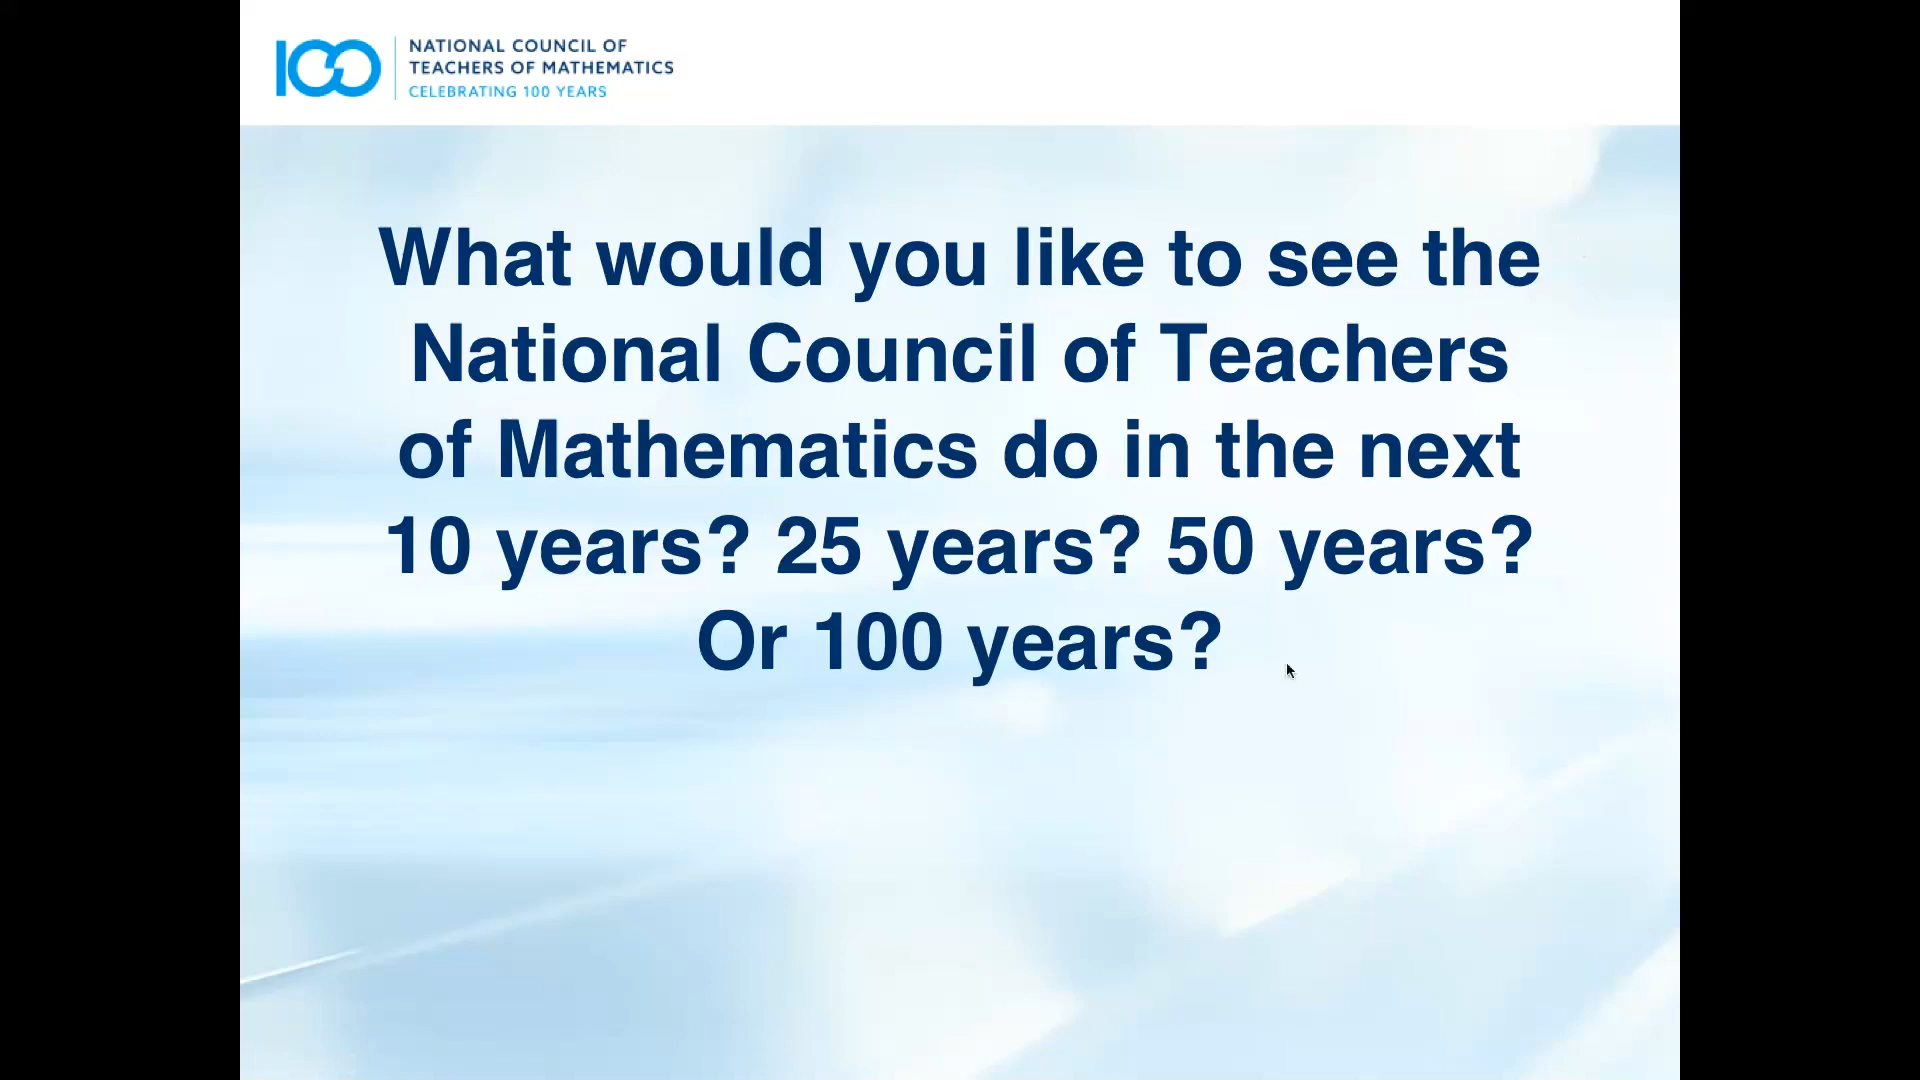 100
NATIONAL COUNCIL OF
TEACHERS OF MATHEMATICS
CELEBRATING 100 YEARS
What would you like to see the
National Council of Teachers
of Mathematics do in the next
10 years? 25 years? 50 years?
Or 100 years?